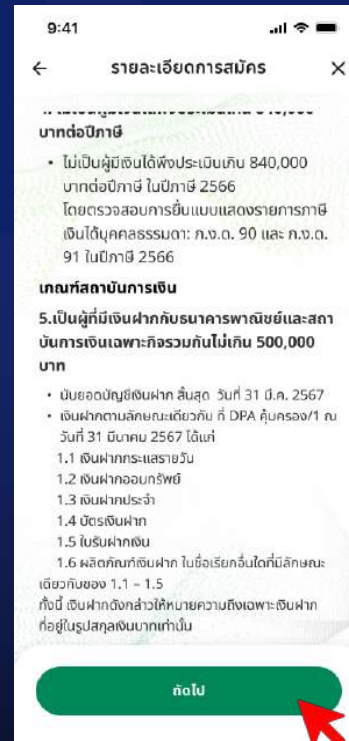 9:41
รายละเอียดการสมัคร
บาทต่อปีภาษี
• ไม่เป็นผู้มีเงินได้พึงประเมินเกิน 840,000
บาทต่อปีภาษี ในปีภาษี 2566
โดยตรวจสอบการยื่นแบบแสดงรายการภาษี
เงินได้บุคคลธรรมดา: ภ.ง.ด. 90 และ ภ.ง.ด.
91 ในปีภาษี 2566
เกณฑ์สถาบันการเงิน
5.เป็นผู้ที่มีเงินฝากกับธนาคารพาณิชย์และสถา
บันการเงินเฉพาะกิจรวมกันไม่เกิน 500,000
บาท
• นับยอดบัญชีเงินฝาก สิ้นสุด วันที่ 31 มี.ค. 2567
• เงินฝากตามลักษณะเดียวกับ ที่ DPA คุ้มครอง/1 ณ
วันที่ 31 มีนาคม 2567 ได้แก่
1.1 เงินฝากกระแสรายวัน
1.2 เงินฝากออมทรัพย์
1.3 เงินฝากประจำ
1.4 บัตรเงินฝาก
1.5 ใบรับฝากเงิน
1.6 ผลิตภัณฑ์เงินฝาก ในชื่อเรียกอื่นใดที่มีลักษณะ
เดียวกับของ 1.1 – 1.5
ทั้งนี้ เงินฝากดังกล่าวให้หมายความถึงเฉพาะเงินฝาก
ที่อยู่ในรูปสกุลเงินบาทเท่านั้น
ถัดไป